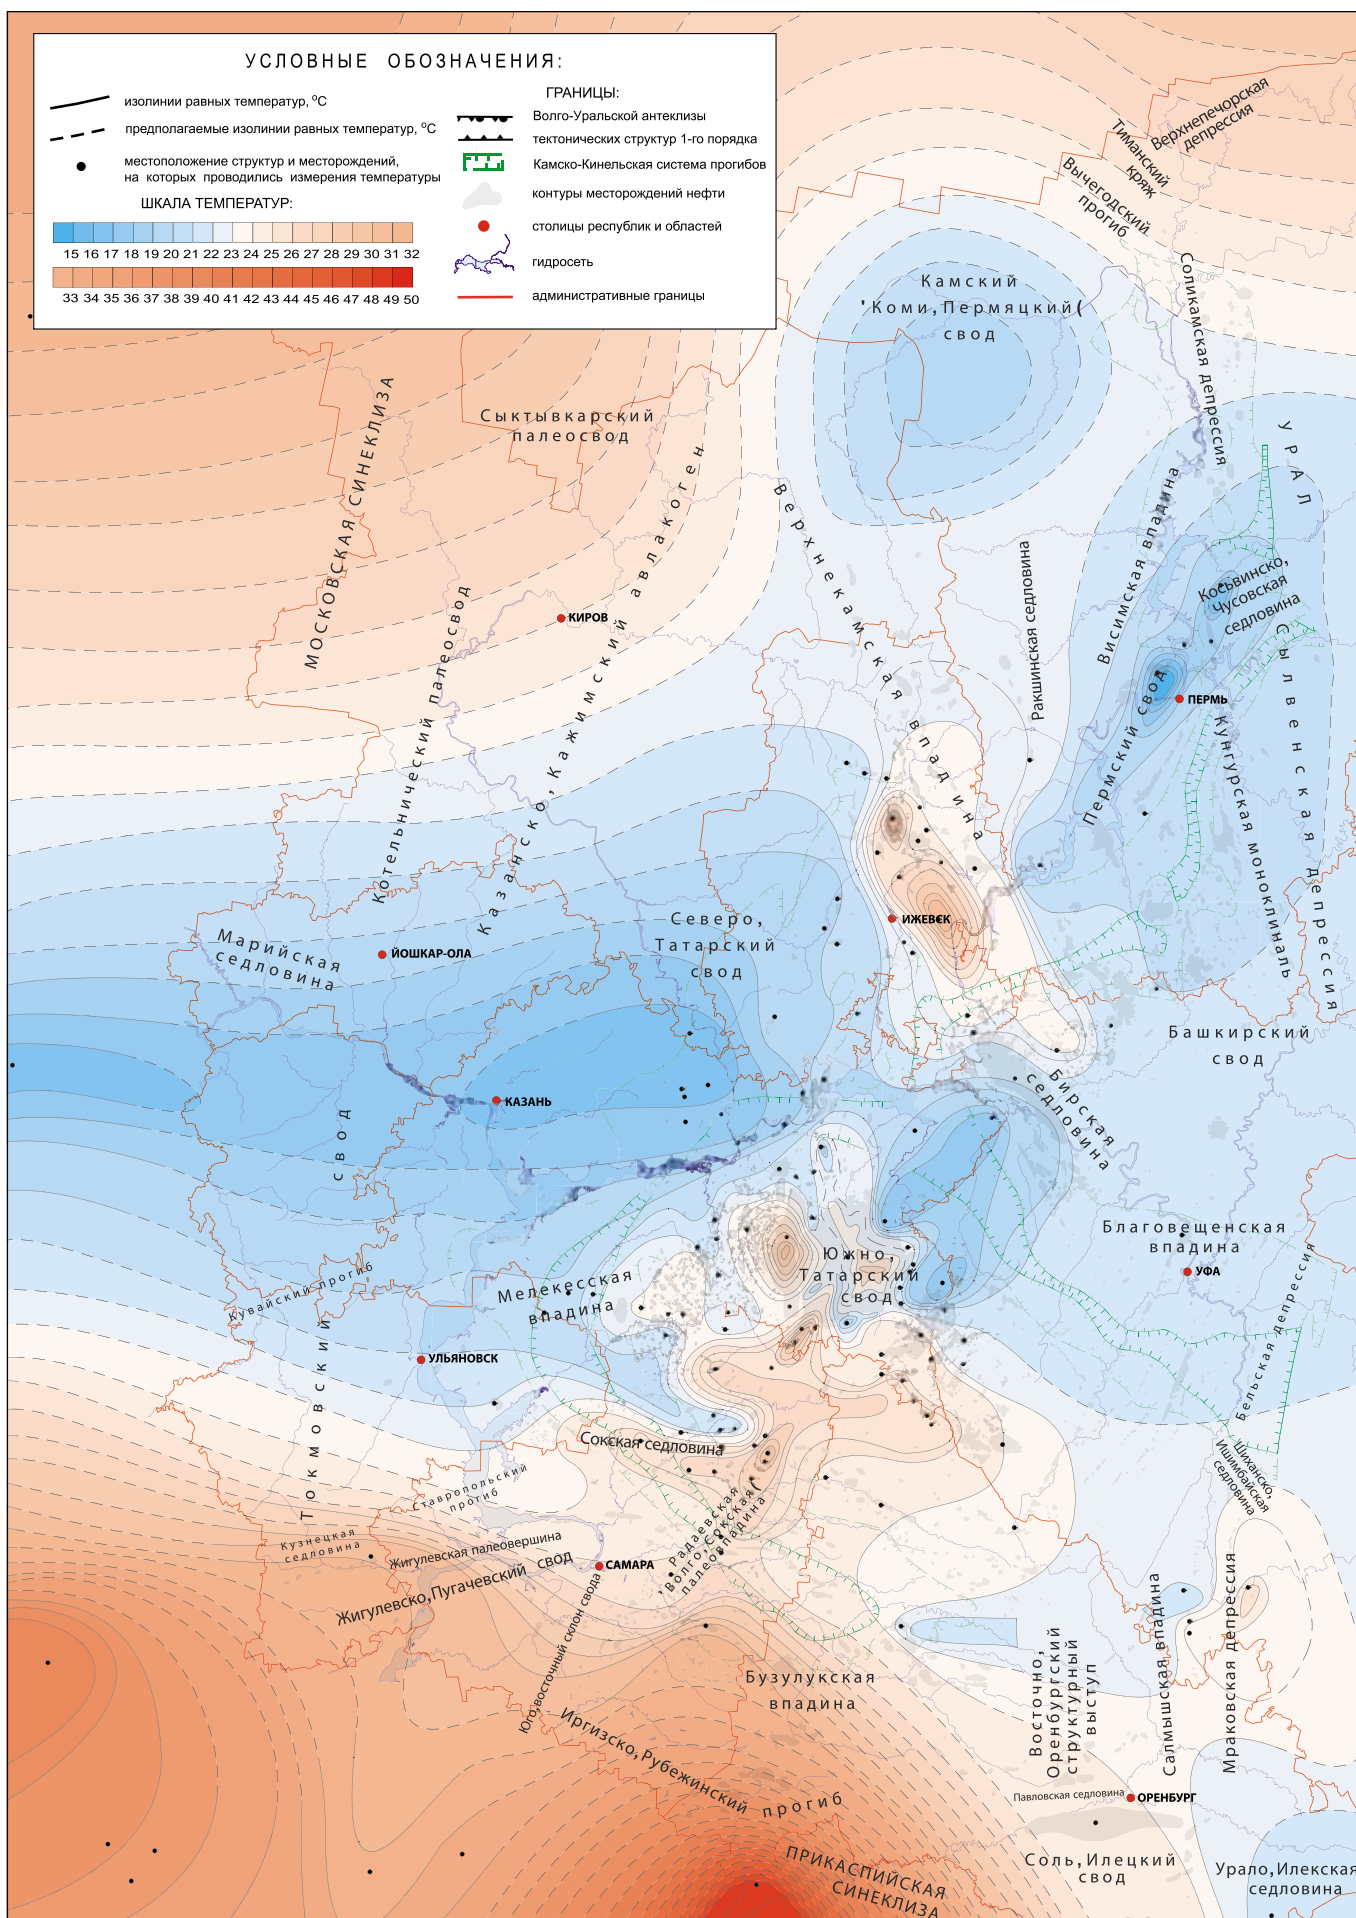 УСЛОВНЫЕ ОБОЗНАЧЕНИЯ:
изолинии равных температур, °С
предполагаемые изолинии равных температур, °С
местоположение структур и месторождений,
на которых проводились измерения температуры
ШКАЛА ТЕМПЕРАТУР:
15 16 17 18 19 20 21 22 23 24 25 26 27 28 29 30 31 32
33 34 35 36 37 38 39 40 41 42 43 44 45 46 47 48 49 50
ГРАНИЦЫ:
Волго-Уральской антеклизы
тектонических структур 1-го порядка
Камско-Кинельская система прогибов
контуры месторождений нефти
столицы республик и областей
гидросеть
административные границы
Верхнепечорская
депрессия
Тиманский
кряж
Вычегодский
прогиб
Соликамская депрессия
Камский
'Коми,Пермяцкий(
свод
УРАЛ
Сыктывкарский
палеосвод
МОСКОВСКАЯ СИНЕКЛИЗА
Котельнический палеосвод
Казанско,Кажимский авлакоген
Верхнекамская впадина
Ракшинская седловина
Висимская впадина
Косьвинско,
Чусовская
седловина
КИРОВ
Пермский свод
ПЕРМЬ
Кунгурская моноклиналь
Сылвенская депрессия
ИЖЕВСК
Северо,
Татарский
свод
Марийская
седловина
ЙОШКАР-ОЛА
Башкирский
свод
Бирская
седловина
КАЗАНЬ
Токмовский свод
Благовещенская
впадина
УФА
Бельская депрессия
Южно,
Татарский
свод
Мелекесская
впадина
Кувайский прогиб
УЛЬЯНОВСК
Сокская седловина
Ставропольский
прогиб
Кузнецкая
седловина
Жигулевская палеовершина
Жигулевско,Пугачевский свод
САМАРА
Юго,восточный склон свода
Радаевская
'Волго,Сокская(
палеовпадина
Шиханско,
Ишимбайская
седловина
Бузулукская
впадина
Иргизско,Рубежинский прогиб
Восточно,
Оренбургский
структурный
выступ
Салмышская впадина
Мраковская депрессия
Павловская седловина
ОРЕНБУРГ
ПРИКАСПИЙСКАЯ
СИНЕКЛИЗА
Соль,Илецкий
свод
Урало,Илекская
седловина